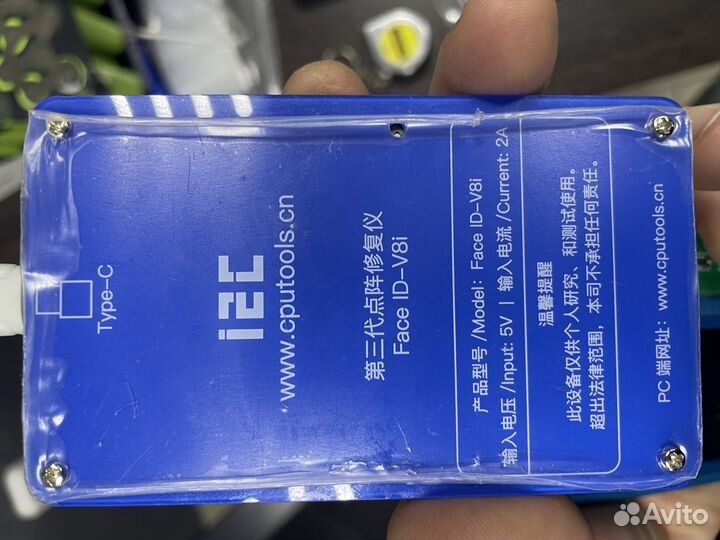 Type-C
i2C
www.cputools.cn
第三代点阵修复仪
Face ID-V8i
产品型号 /Model: Face ID-V8i
输入电压 /Input: 5V | 输入电流 /Current: 2A
温馨提醒
此设备仅供个人研究、和测试使用。
超出法律范围，本司不承担任何责任。
PC 端网址：www.cputools.cn
Avito